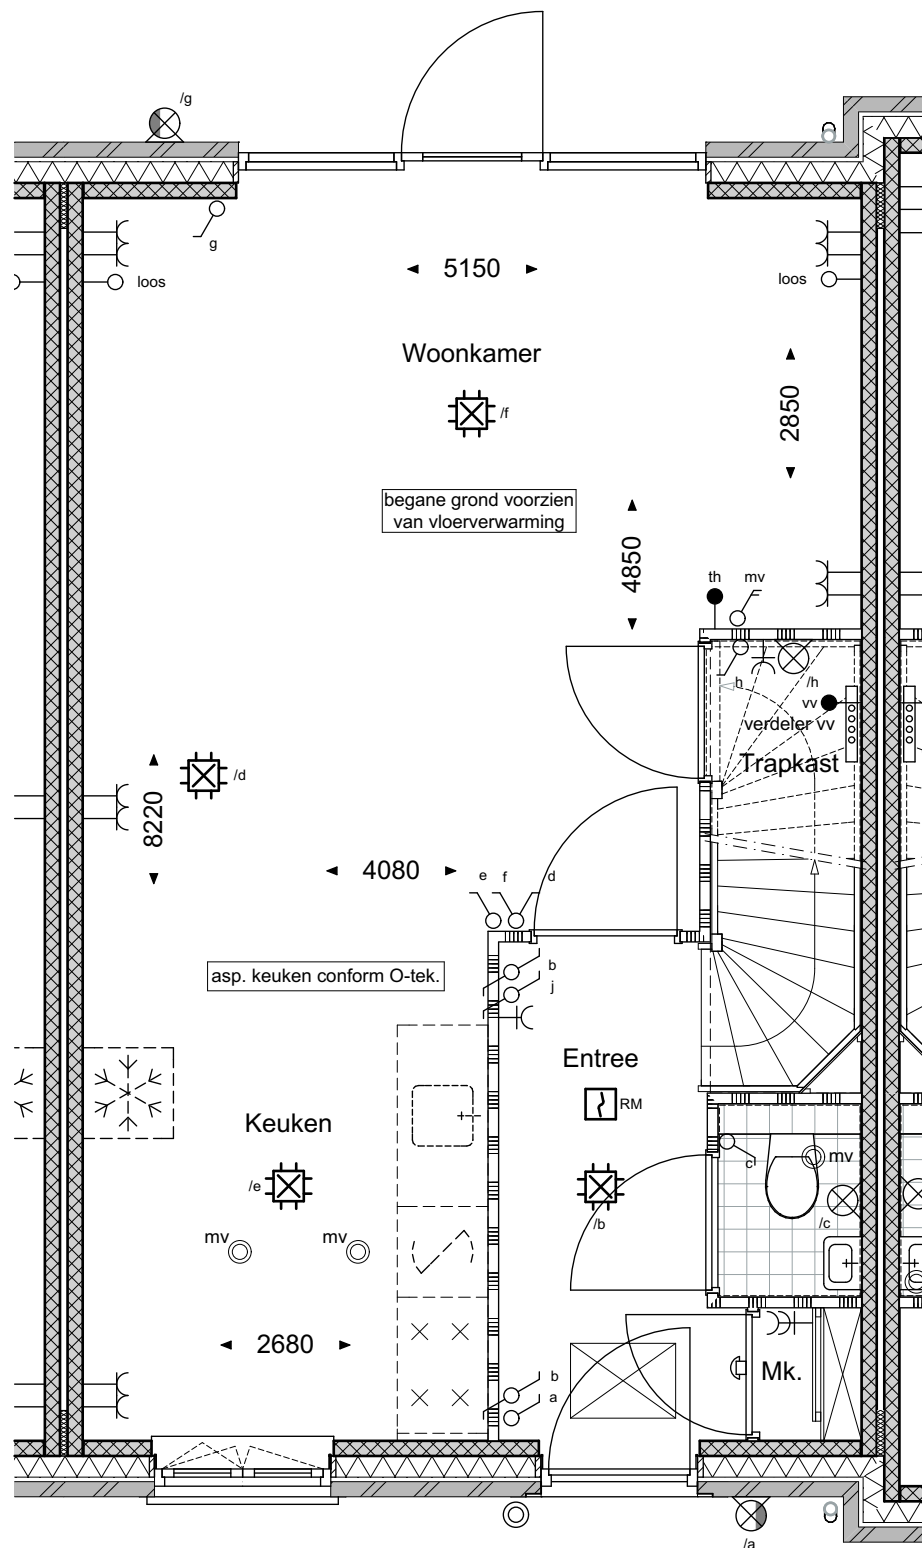 /g
g
loos
loos
5150
Woonkamer
/f
2850
begane grond voorzien
van vloerverwarming
4850
th
mv
h
/h
vv
verdeler vv
Trapkast
/d
8220
4080
e
f
d
asp. keuken conform O-tek.
b
j
Entree
RM
Keuken
c
mv
/e
/b
/c
mv
mv
2680
b
a
Mk.
/a